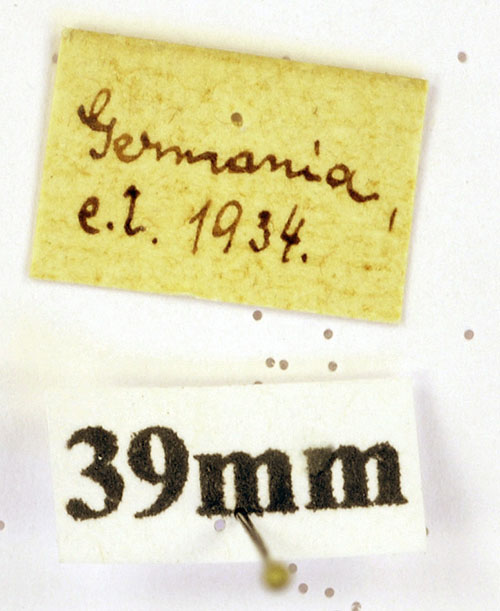 Germania,
e.l. 1934.
39mm